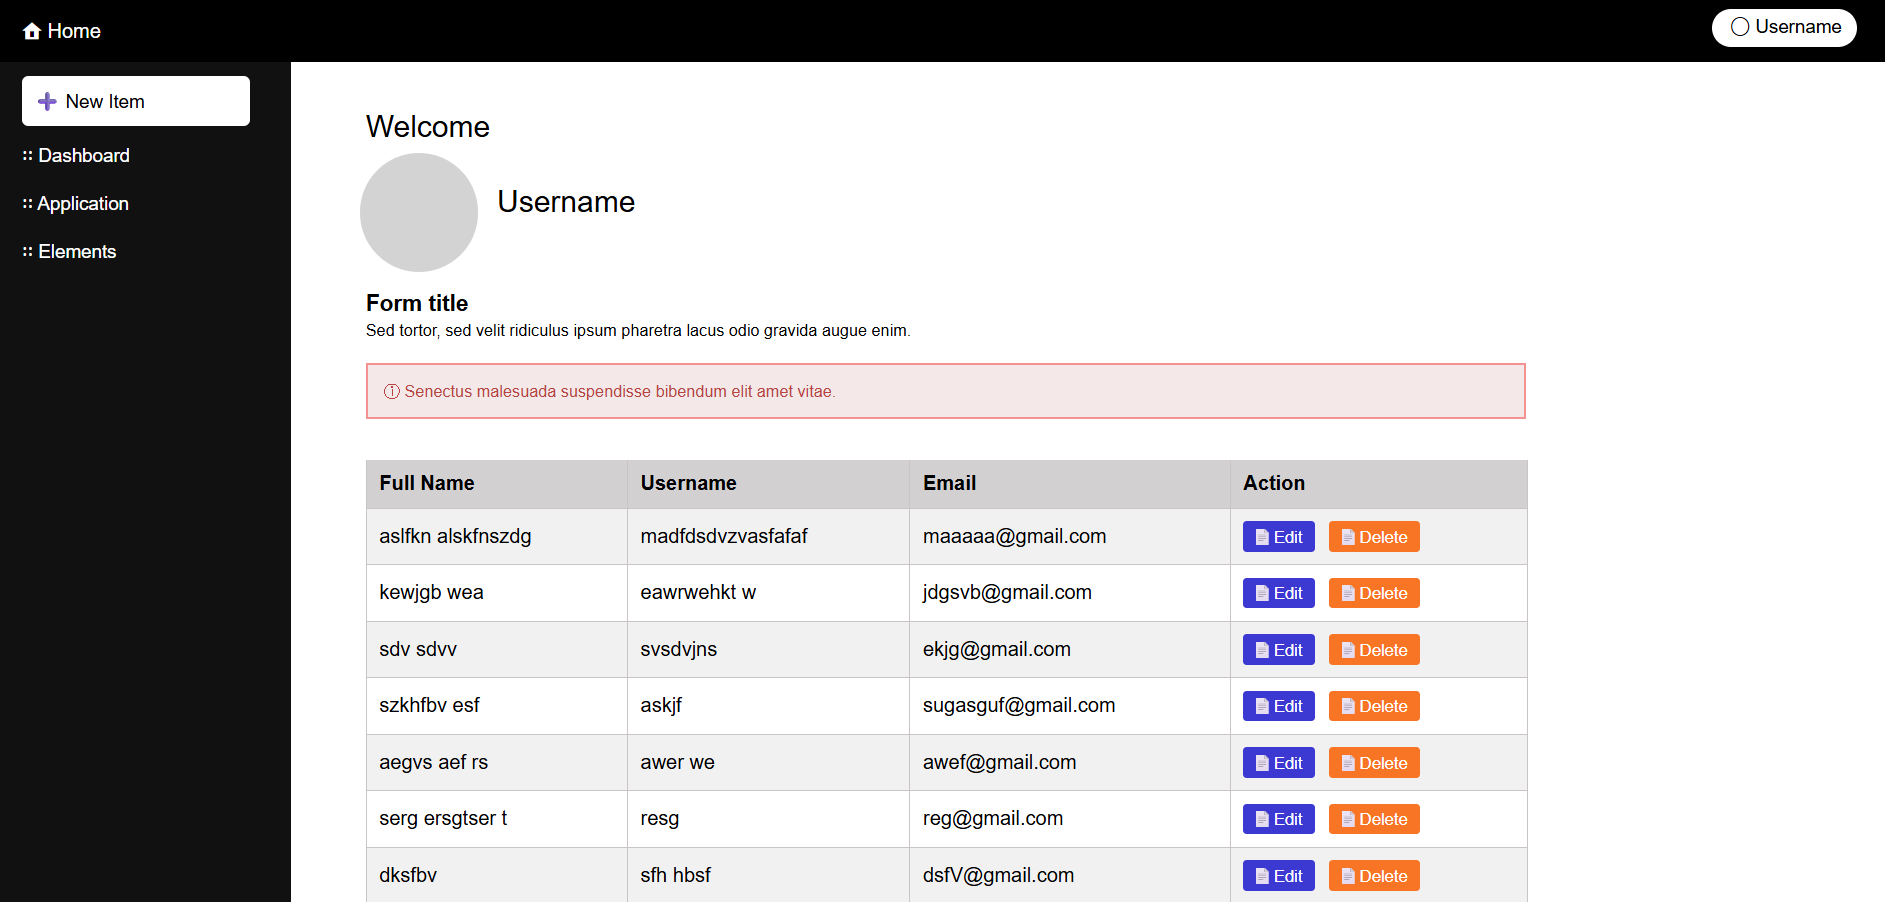 Home
Username
New Item
Dashboard
Application
Elements
Welcome
Username
Form title
Sed tortor, sed velit ridiculus ipsum pharetra lacus odio gravida augue enim.
Senectus malesuada suspendisse bibendum elit amet vitae.
Full Name Username Email Action
aslfkn alskfnszdg madfdsdvzvasfafaf maaaaa@gmail.com Edit Delete
kewjgb wea eawrwehkt w jdgsvb@gmail.com Edit Delete
sdv sdvv svsdvjns ekjg@gmail.com Edit Delete
szkhfbv esf askjf sugasguf@gmail.com Edit Delete
aegvs aef rs awer we awef@gmail.com Edit Delete
serg ersgtser t resg reg@gmail.com Edit Delete
dksfbv sfh hbsf dsfV@gmail.com Edit Delete